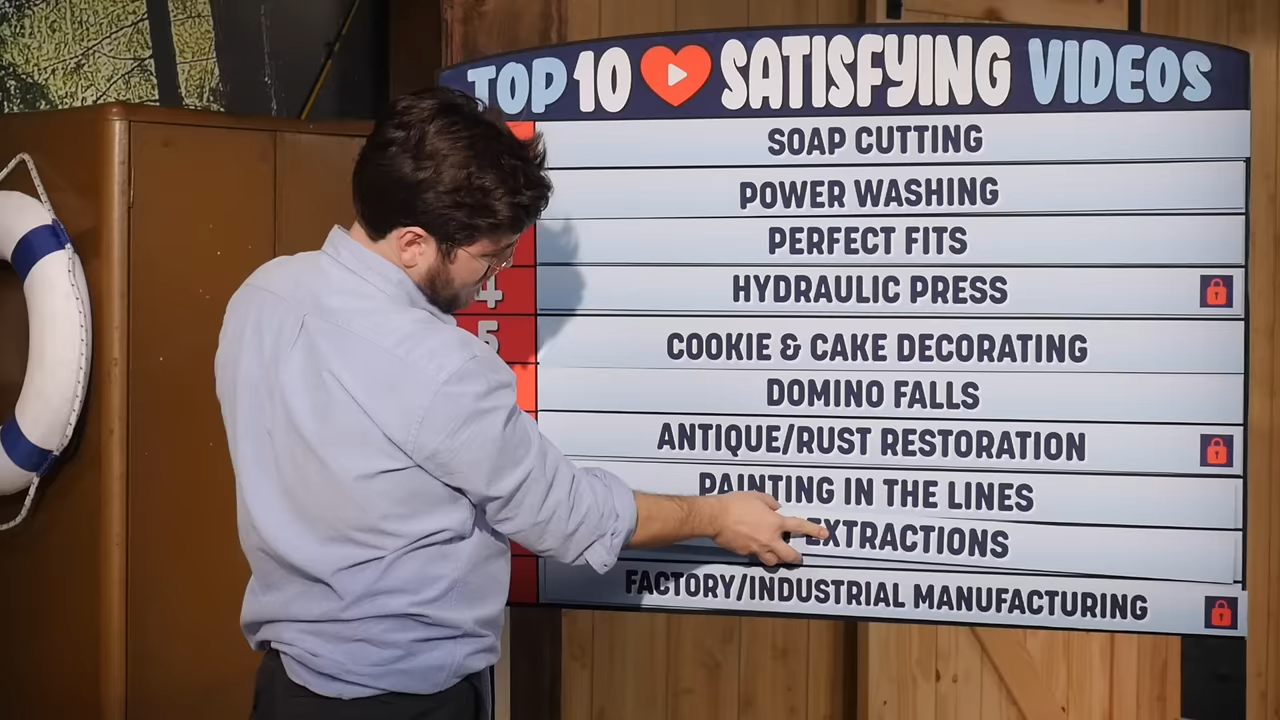 TOP 10 SATISFYING VIDEOS
SOAP CUTTING
POWER WASHING
PERFECT FITS
4 HYDRAULIC PRESS
5 COOKIE & CAKE DECORATING
DOMINO FALLS
ANTIQUE/RUST RESTORATION
PAINTING IN THE LINES
EXTRACTIONS
FACTORY/INDUSTRIAL MANUFACTURING